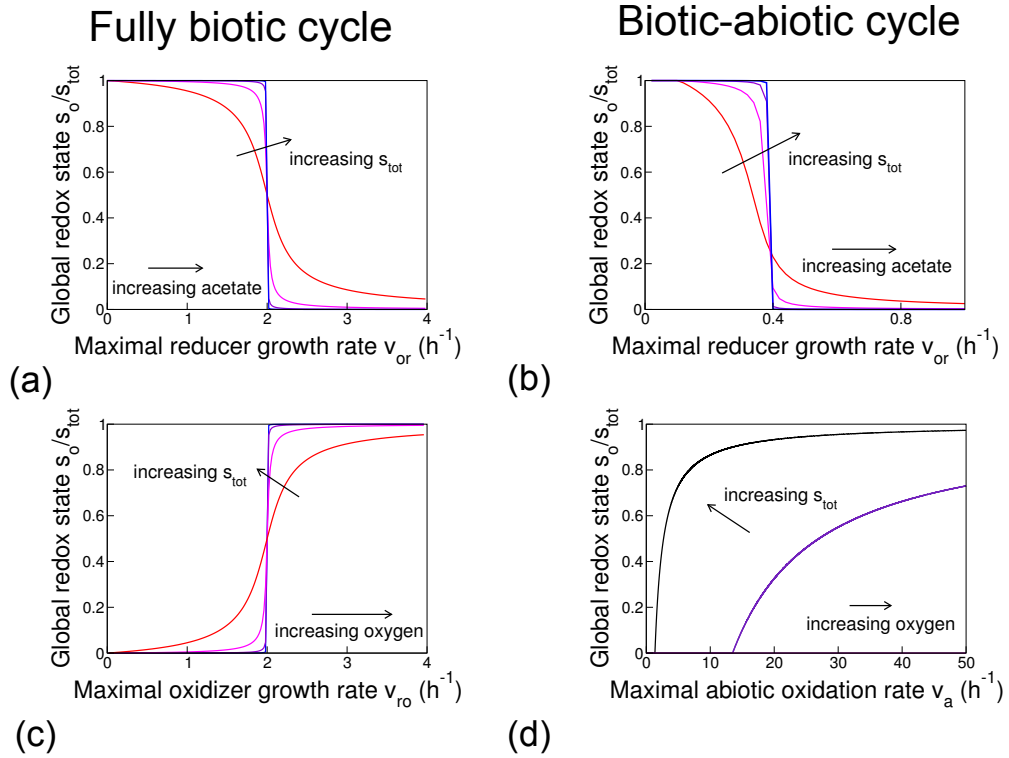 Fully biotic cycle
Biotic-abiotic cycle
Global redox state s_o/s_tot
1
0.8
0.6
0.4
0.2
0
increasing s_tot
increasing acetate
0 1 2 3 4
Maximal reducer growth rate v_or (h^-1)
(a)
Global redox state s_o/s_tot
1
0.8
0.6
0.4
0.2
0
increasing s_tot
increasing acetate
0 0.4 0.8
Maximal reducer growth rate v_or (h^-1)
(b)
Global redox state s_o/s_tot
1
0.8
0.6
0.4
0.2
0
increasing s_tot
increasing oxygen
0 1 2 3 4
Maximal oxidizer growth rate v_ro (h^-1)
(c)
Global redox state s_o/s_tot
1
0.8
0.6
0.4
0.2
0
increasing s_tot
increasing oxygen
0 10 20 30 40 50
Maximal abiotic oxidation rate v_a (h^-1)
(d)